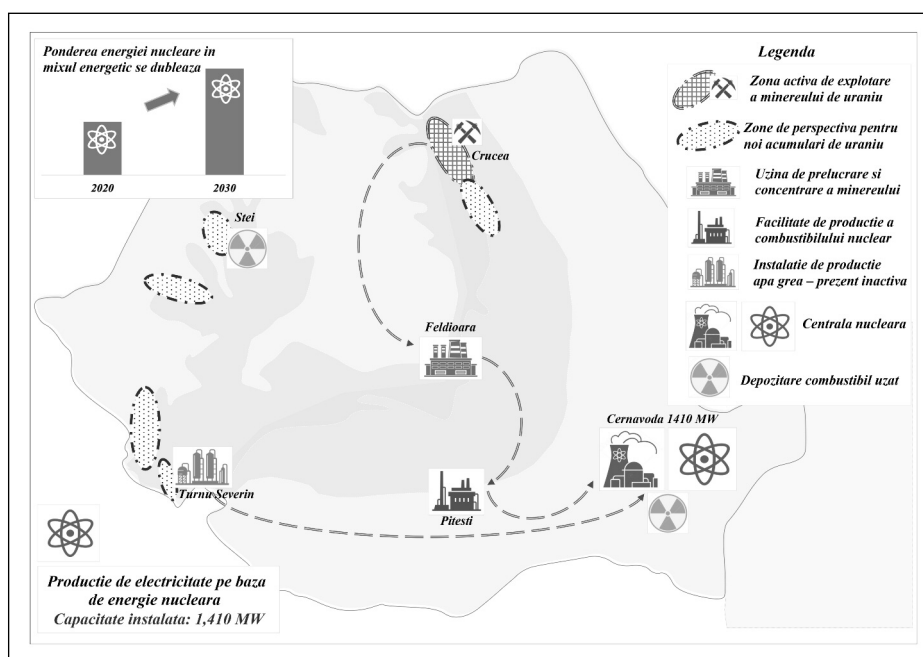 Ponderea energiei nucleare in
mixul energetic se dubleaza
2020
2030
Legenda
Zona activa de explotare
a minereului de uraniu
Zone de perspectiva pentru
noi acumulari de uraniu
Uzina de prelucrare si
concentrare a minereului
Facilitate de productie a
combustibilului nuclear
Instalatie de productie
apa grea – prezent inactiva
Centrala nucleara
Depozitare combustibil uzat
Crucea
Stei
Feldioara
Cernavoda 1410 MW
Turnu Severin
Pitesti
Productie de electricitate pe baza
de energie nucleara
Capacitate instalata: 1,410 MW